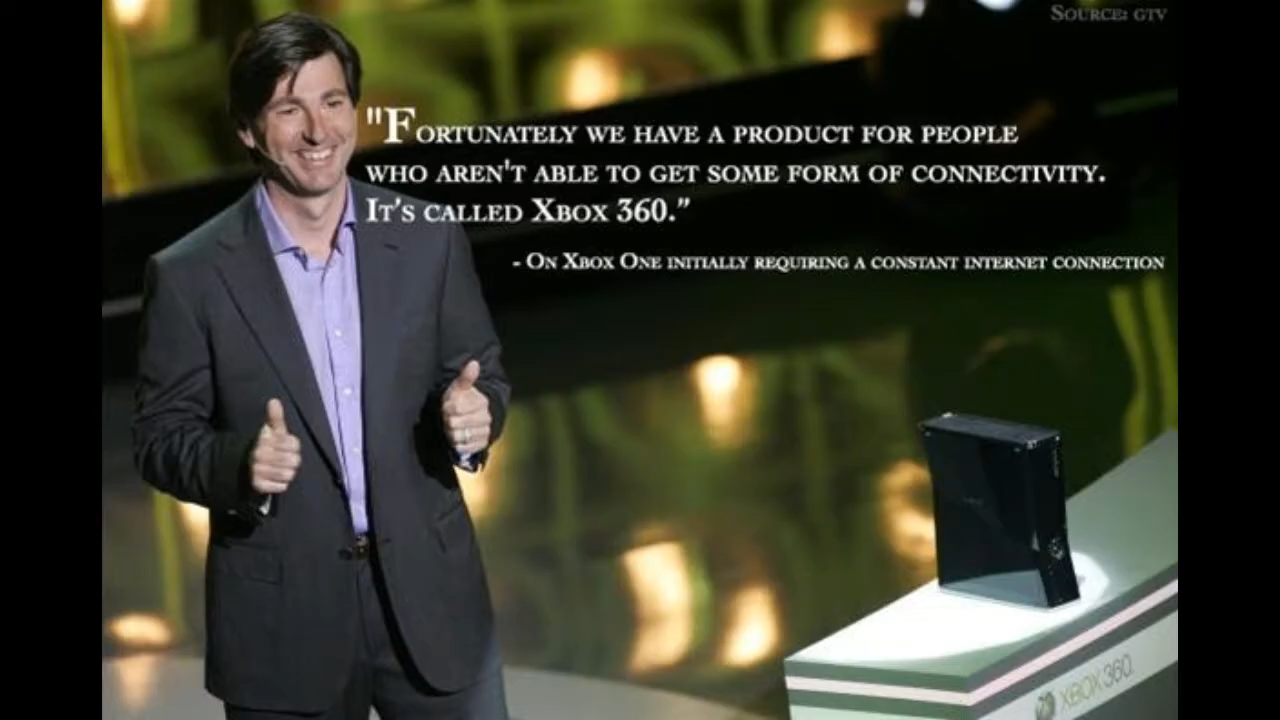 Source: GTV
"Fortunately we have a product for people
who aren't able to get some form of connectivity.
It's called Xbox 360.”
- On Xbox One initially requiring a constant internet connection
XBOX 360.